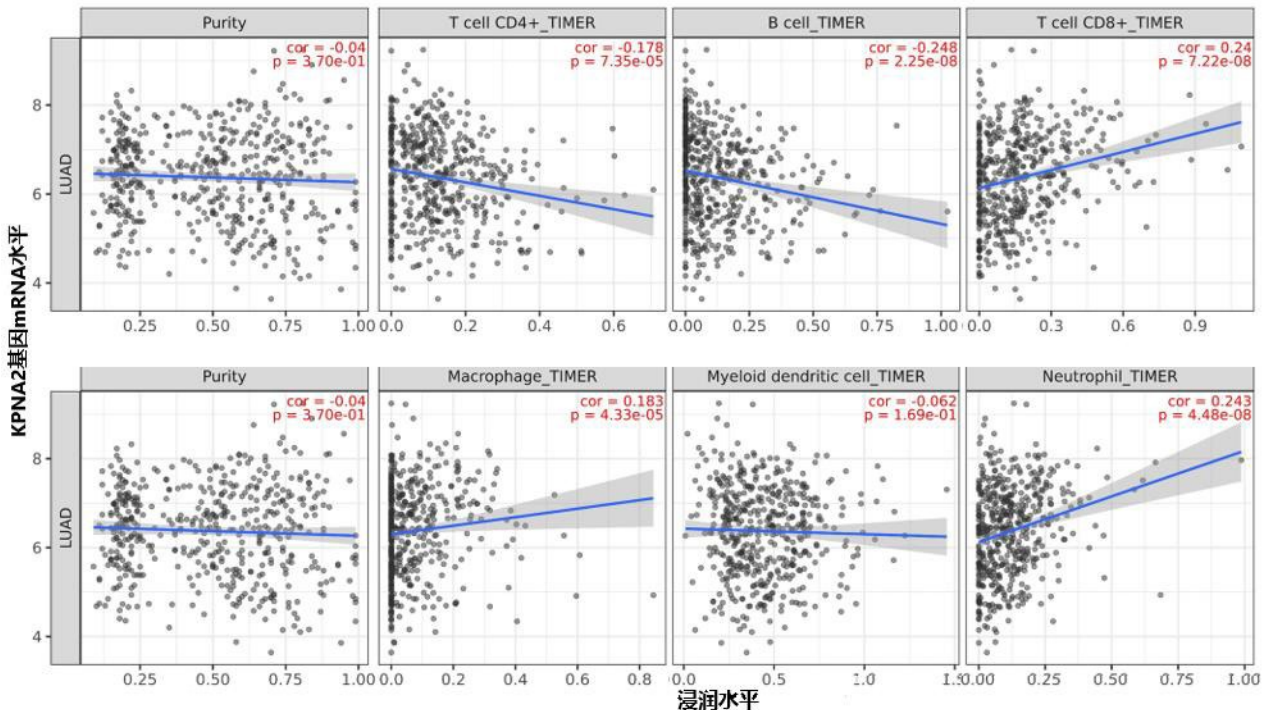 Purity
T cell CD4+_TIMER
B cell_TIMER
T cell CD8+_TIMER
cor = -0.04
p = 3.70e-01
cor = -0.178
p = 7.35e-05
cor = -0.248
p = 2.25e-08
cor = 0.24
p = 7.22e-08
LUAD
8
6
4
0.25 0.50 0.75 1.00
0.0 0.2 0.4 0.6
0.00 0.25 0.50 0.75 1.00
0.0 0.3 0.6 0.9
KPNA2基因mRNA水平
Purity
Macrophage_TIMER
Myeloid dendritic cell_TIMER
Neutrophil_TIMER
cor = -0.04
p = 3.70e-01
cor = 0.183
p = 4.33e-05
cor = -0.062
p = 1.69e-01
cor = 0.243
p = 4.48e-08
LUAD
8
6
4
0.25 0.50 0.75 1.00
0.0 0.2 0.4 0.6 0.8
0.0 0.5 1.0
0.25 0.50 0.75 1.00
浸润水平